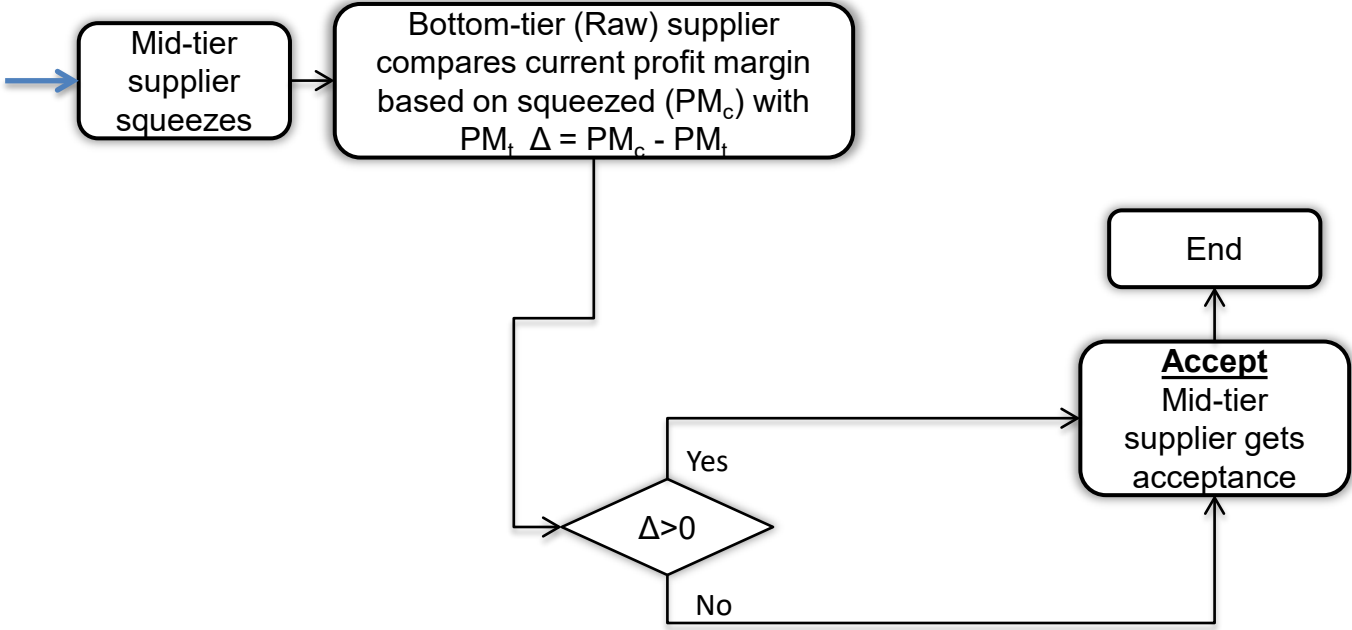 Mid-tier
supplier
squeezes
Bottom-tier (Raw) supplier
compares current profit margin
based on squeezed (PMc) with
PMt Δ = PMc - PMt
End
Accept
Mid-tier
supplier gets
acceptance
Yes
Δ>0
No